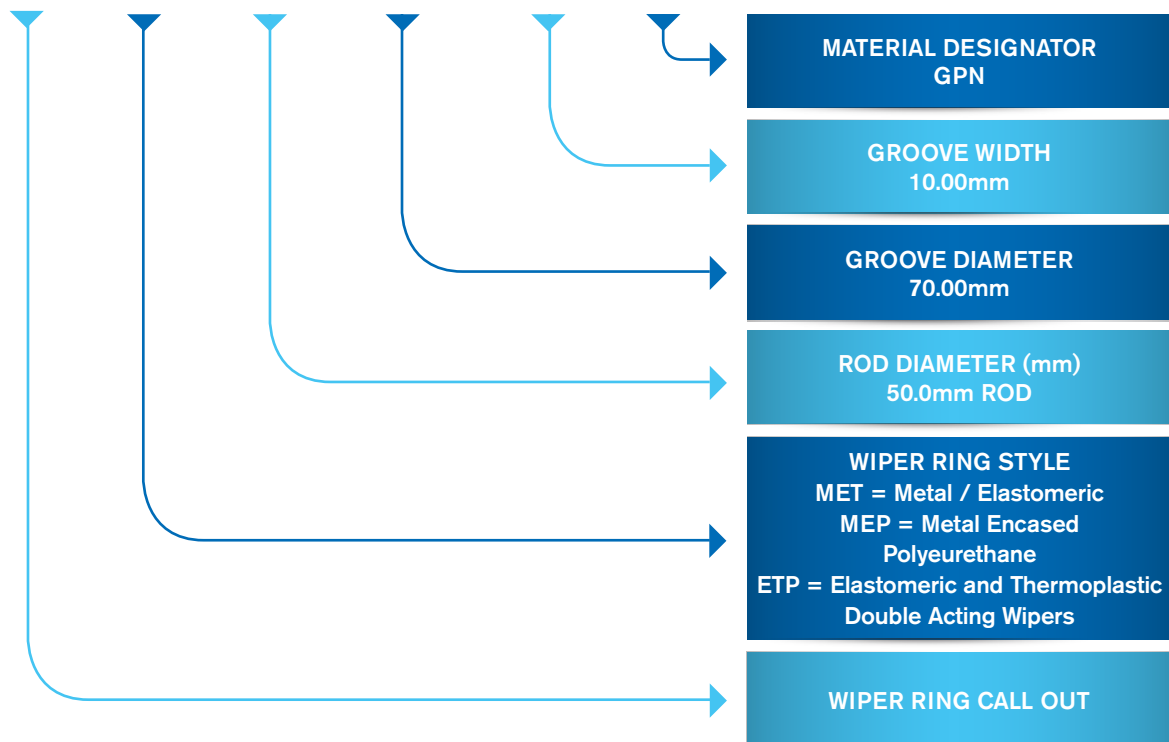 MATERIAL DESIGNATOR
GPN
GROOVE WIDTH
10.00mm
GROOVE DIAMETER
70.00mm
ROD DIAMETER (mm)
50.0mm ROD
WIPER RING STYLE
MET = Metal / Elastomeric
MEP = Metal Encased
Polyeurethane
ETP = Elastomeric and Thermoplastic
Double Acting Wipers
WIPER RING CALL OUT